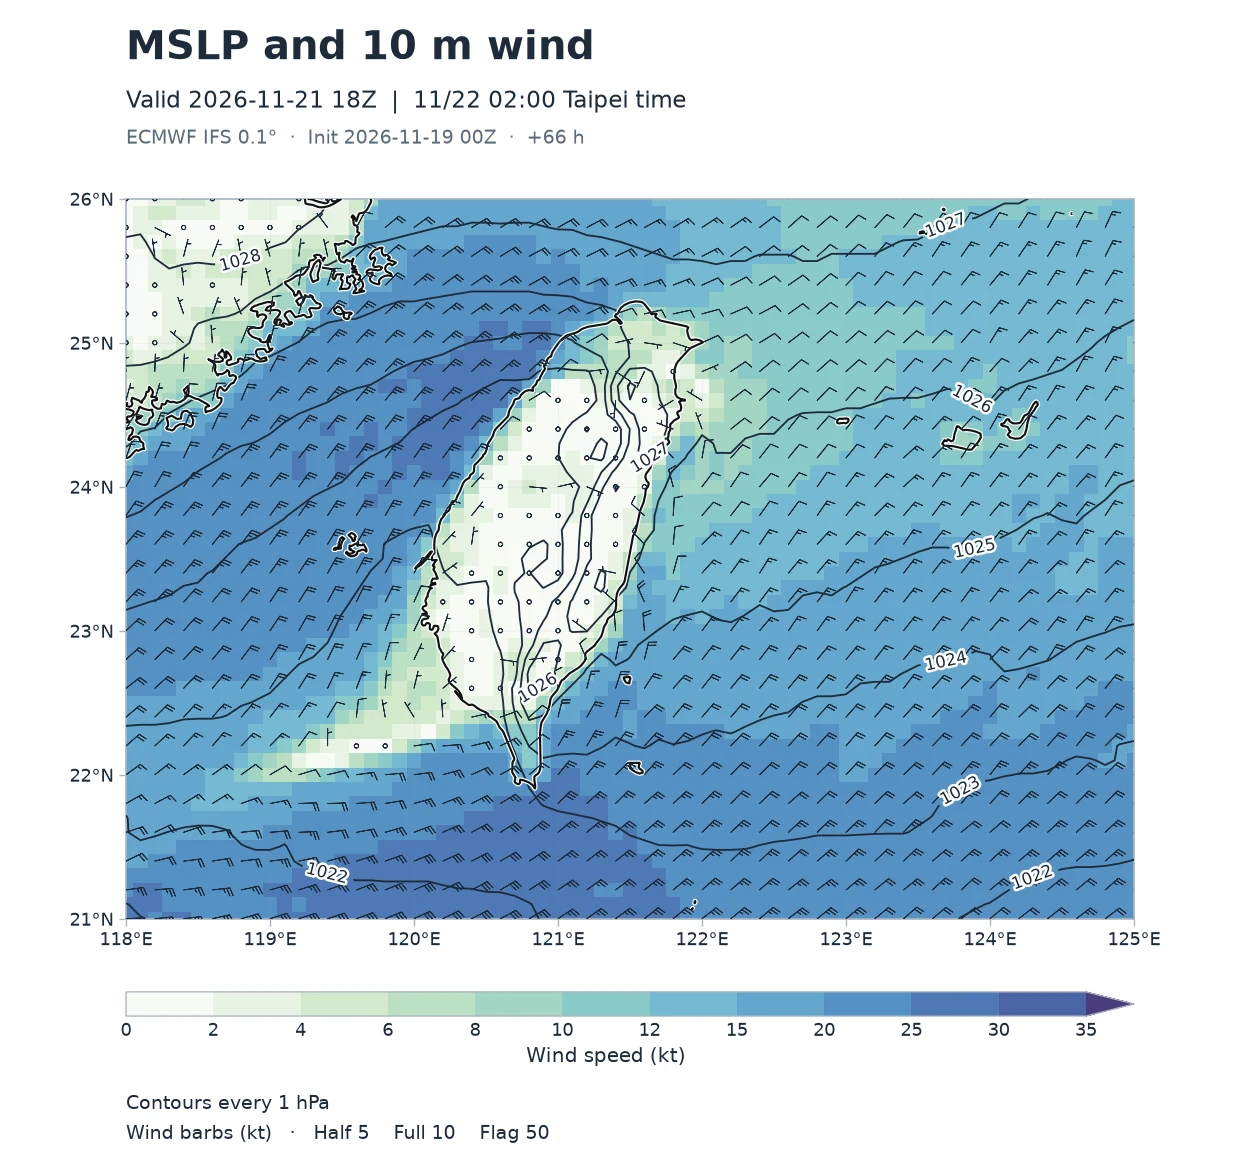 MSLP and 10 m wind
Valid 2026-11-21 18Z | 11/22 02:00 Taipei time
ECMWF IFS 0.1° · Init 2026-11-19 00Z · +66 h
26°N
1027
1028
25°N
1026
1027
24°N
1025
23°N
1024
1026
22°N
1023
1022
1022
21°N
118°E 119°E 120°E 121°E 122°E 123°E 124°E 125°E
0 2 4 6 8 10 12 15 20 25 30 35
Wind speed (kt)
Contours every 1 hPa
Wind barbs (kt) · Half 5 Full 10 Flag 50